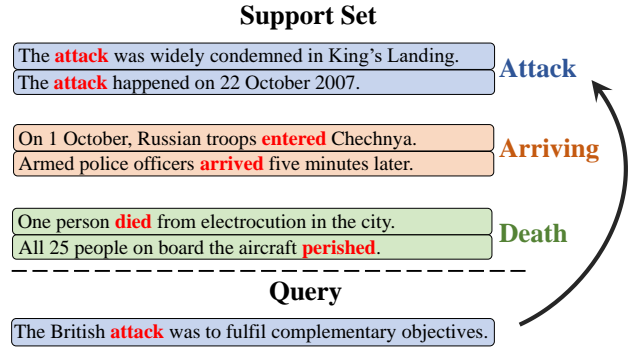 Support Set
The attack was widely condemned in King's Landing.
The attack happened on 22 October 2007.
Attack
On 1 October, Russian troops entered Chechnya.
Armed police officers arrived five minutes later.
Arriving
One person died from electrocution in the city.
All 25 people on board the aircraft perished.
Death
Query
The British attack was to fulfil complementary objectives.